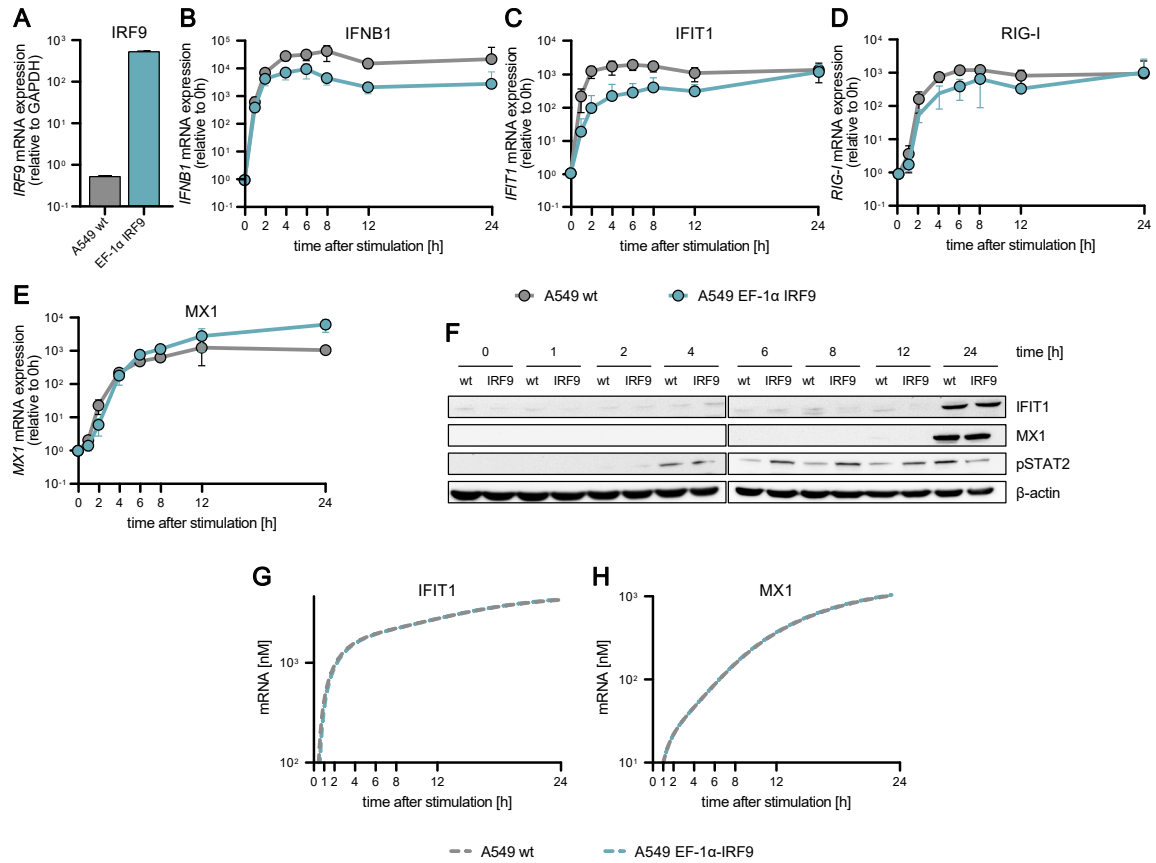 A
IRF9
IRF9 mRNA expression
(relative to GAPDH)
10³
10²
10¹
10⁰
10⁻¹
A549 wt
EF-1α IRF9
B
IFNB1
IFNB1 mRNA expression
(relative to 0h)
10⁵
10⁴
10³
10²
10¹
10⁰
10⁻¹
0 2 4 6 8 12 24
time after stimulation [h]
C
IFIT1
IFIT1 mRNA expression
(relative to 0h)
10⁴
10³
10²
10¹
10⁰
10⁻¹
0 2 4 6 8 12 24
time after stimulation [h]
D
RIG-I
RIG-I mRNA expression
(relative to 0h)
10⁴
10³
10²
10¹
10⁰
10⁻¹
0 2 4 6 8 12 24
time after stimulation [h]
A549 wt A549 EF-1α IRF9
E
MX1
MX1 mRNA expression
(relative to 0h)
10⁴
10³
10²
10¹
10⁰
10⁻¹
0 2 4 6 8 12 24
time after stimulation [h]
F
0 1 2 4 6 8 12 24 time [h]
wt IRF9 wt IRF9 wt IRF9 wt IRF9 wt IRF9 wt IRF9 wt IRF9 wt IRF9
IFIT1
MX1
pSTAT2
β-actin
G
IFIT1
mRNA [nM]
10³
10²
0 1 2 4 6 8 12 24
time after stimulation [h]
H
MX1
mRNA [nM]
10³
10²
10¹
0 1 2 4 6 8 12 24
time after stimulation [h]
A549 wt A549 EF-1α-IRF9